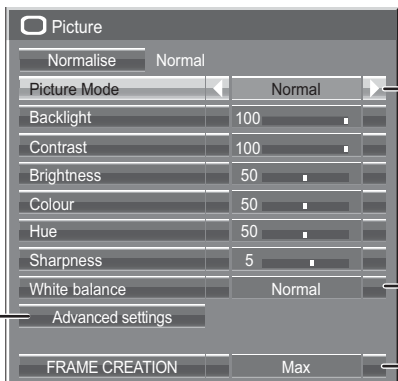 Picture
Normalise Normal
Picture Mode Normal
Backlight 100
Contrast 100
Brightness 50
Colour 50
Hue 50
Sharpness 5
White balance Normal
Advanced settings
FRAME CREATION Max